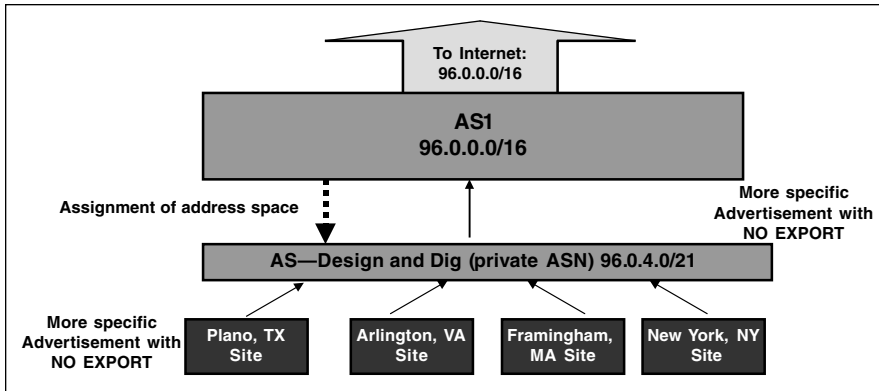 To Internet:
96.0.0.0/16
AS1
96.0.0.0/16
Assignment of address space
More specific
Advertisement with
NO EXPORT
AS—Design and Dig (private ASN) 96.0.4.0/21
More specific
Advertisement with
NO EXPORT
Plano, TX
Site
Arlington, VA
Site
Framingham,
MA Site
New York, NY
Site